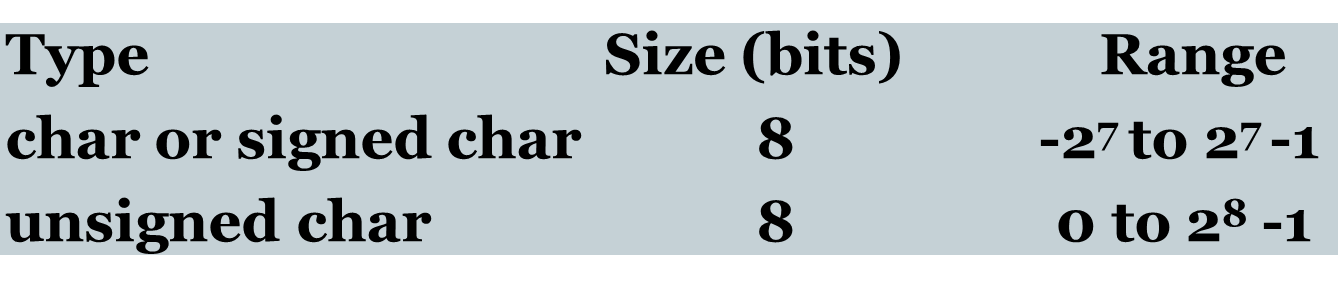 Type Size (bits) Range
char or signed char 8 -2⁷ to 2⁷ -1
unsigned char 8 0 to 2⁸ -1